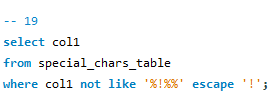 -- 19
select col1
from special_chars_table
where col1 not like '%!%%' escape '!';